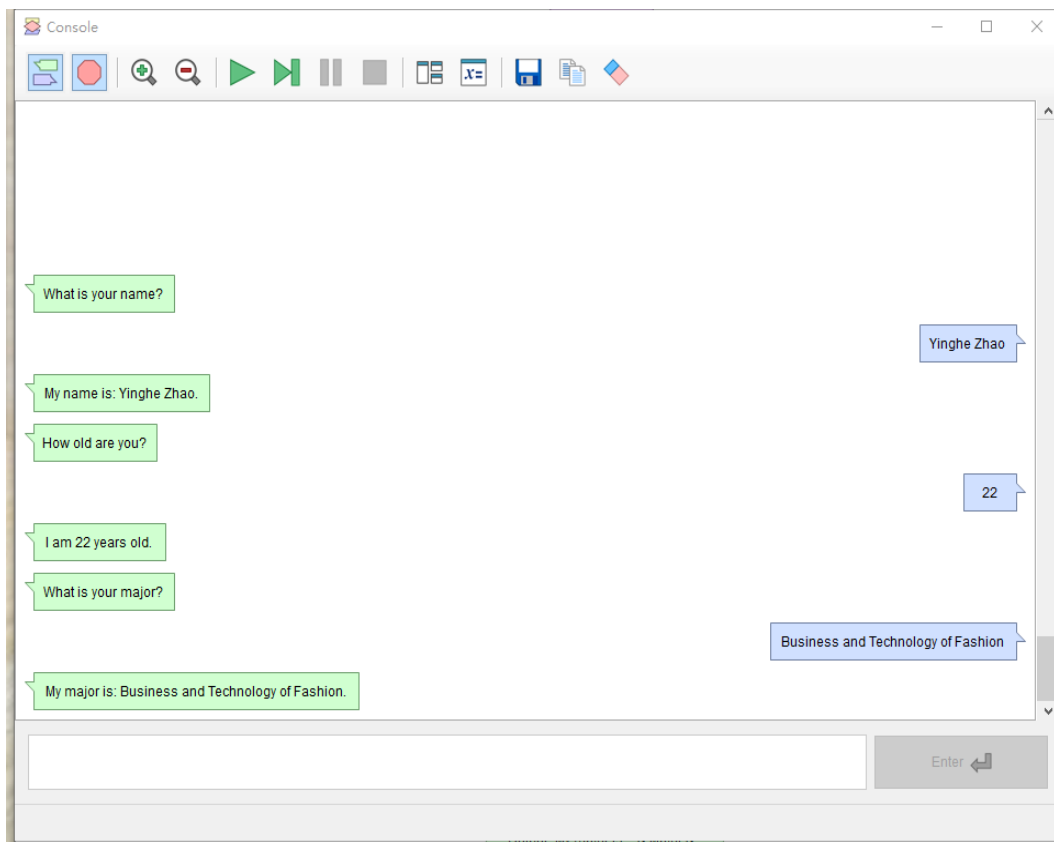 Console
x=
What is your name?
Yinghe Zhao
My name is: Yinghe Zhao.
How old are you?
22
I am 22 years old.
What is your major?
Business and Technology of Fashion
My major is: Business and Technology of Fashion.
Enter